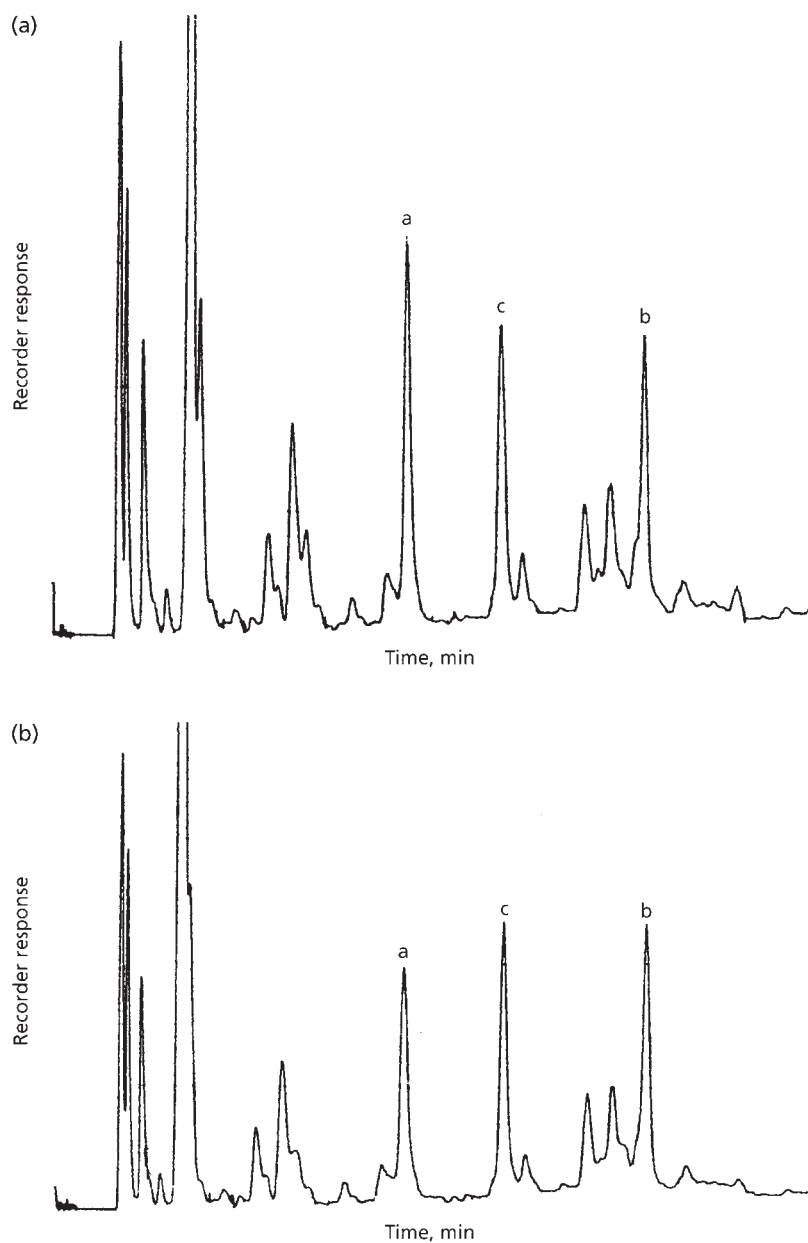 (a)
a
c
b
Recorder response
Time, min
(b)
a
c
b
Recorder response
Time, min